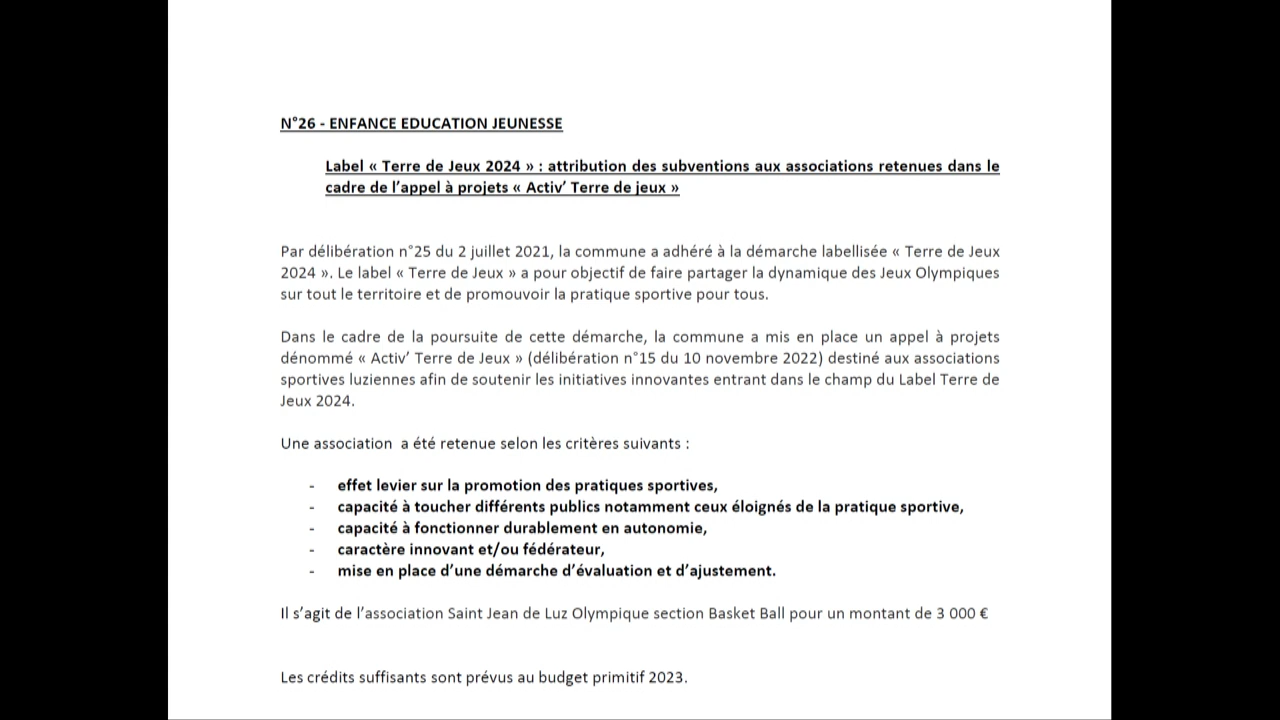 N°26 - ENFANCE EDUCATION JEUNESSE
Label « Terre de Jeux 2024 » : attribution des subventions aux associations retenues dans le
cadre de l’appel à projets « Activ’ Terre de jeux »
Par délibération n°25 du 2 juillet 2021, la commune a adhéré à la démarche labellisée « Terre de Jeux
2024 ». Le label « Terre de Jeux » a pour objectif de faire partager la dynamique des Jeux Olympiques
sur tout le territoire et de promouvoir la pratique sportive pour tous.
Dans le cadre de la poursuite de cette démarche, la commune a mis en place un appel à projets
dénommé « Activ’ Terre de Jeux » (délibération n°15 du 10 novembre 2022) destiné aux associations
sportives luziennes afin de soutenir les initiatives innovantes entrant dans le champ du Label Terre de
Jeux 2024.
Une association  a été retenue selon les critères suivants :
- effet levier sur la promotion des pratiques sportives,
- capacité à toucher différents publics notamment ceux éloignés de la pratique sportive,
- capacité à fonctionner durablement en autonomie,
- caractère innovant et/ou fédérateur,
- mise en place d’une démarche d’évaluation et d’ajustement.
Il s’agit de l’association Saint Jean de Luz Olympique section Basket Ball pour un montant de 3 000 €
Les crédits suffisants sont prévus au budget primitif 2023.